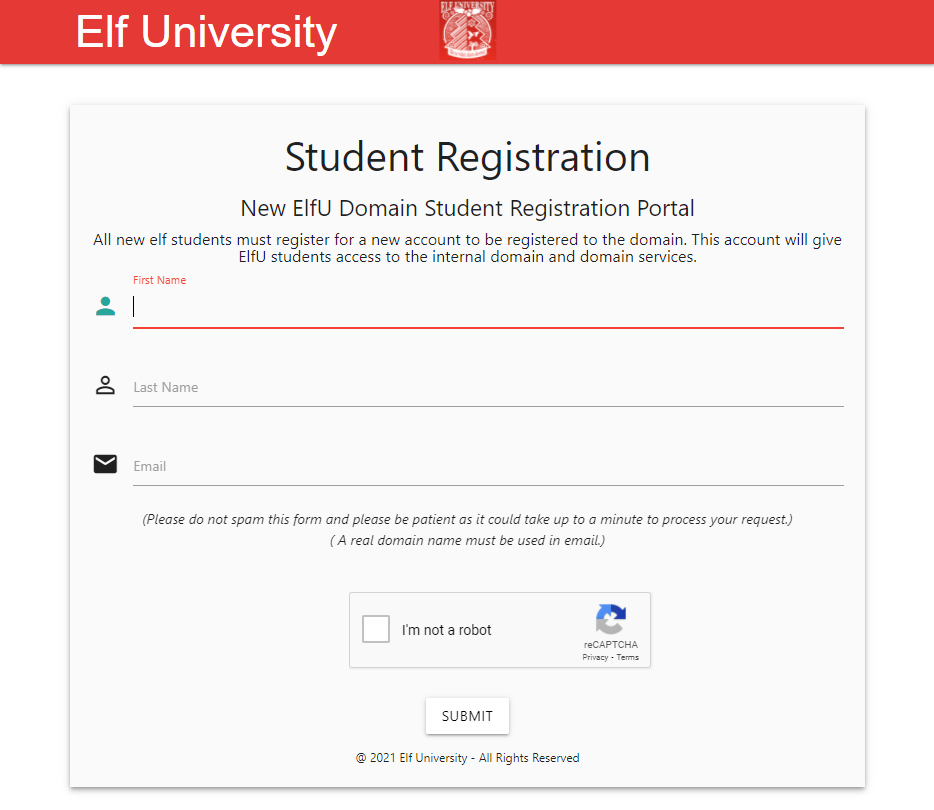 Elf University
ELF UNIVERSITY
Student Registration
New ElfU Domain Student Registration Portal
All new elf students must register for a new account to be registered to the domain. This account will give
ElfU students access to the internal domain and domain services.
First Name
Last Name
Email
(Please do not spam this form and please be patient as it could take up to a minute to process your request.)
( A real domain name must be used in email.)
I'm not a robot
reCAPTCHA
Privacy - Terms
SUBMIT
@ 2021 Elf University - All Rights Reserved